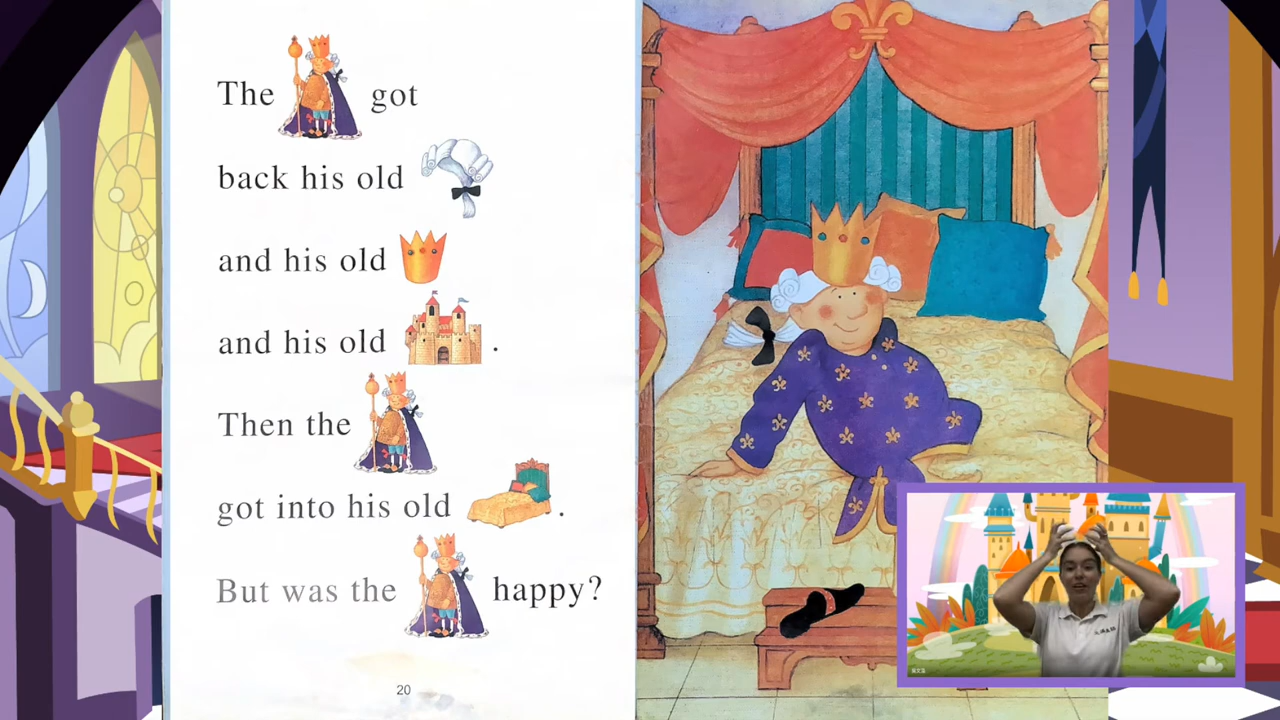 The got
back his old
and his old
and his old .
Then the
got into his old .
But was the happy?
20